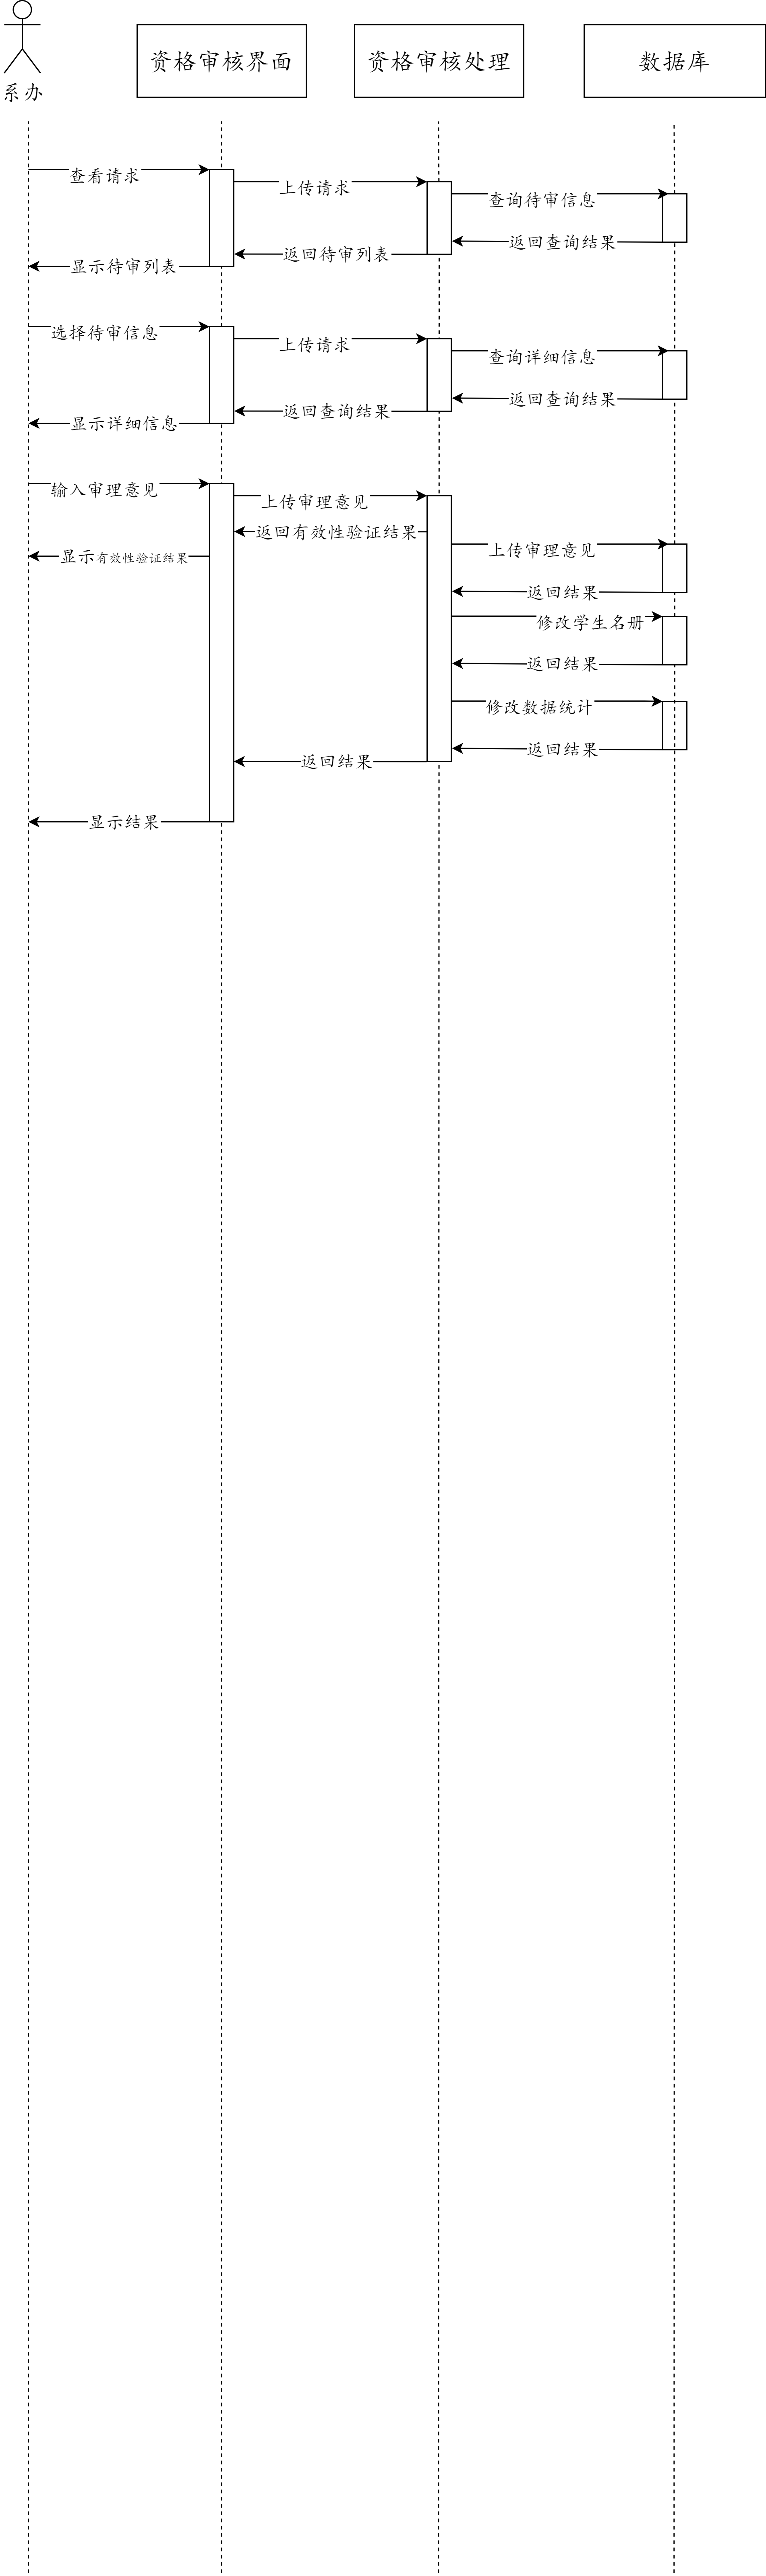 系办
资格审核界面
资格审核处理
数据库
查看请求
上传请求
查询待审信息
返回查询结果
返回待审列表
显示待审列表
选择待审信息
上传请求
查询详细信息
返回查询结果
返回查询结果
显示详细信息
输入审理意见
上传审理意见
返回有效性验证结果
上传审理意见
显示有效性验证结果
返回结果
修改学生名册
返回结果
修改数据统计
返回结果
返回结果
显示结果